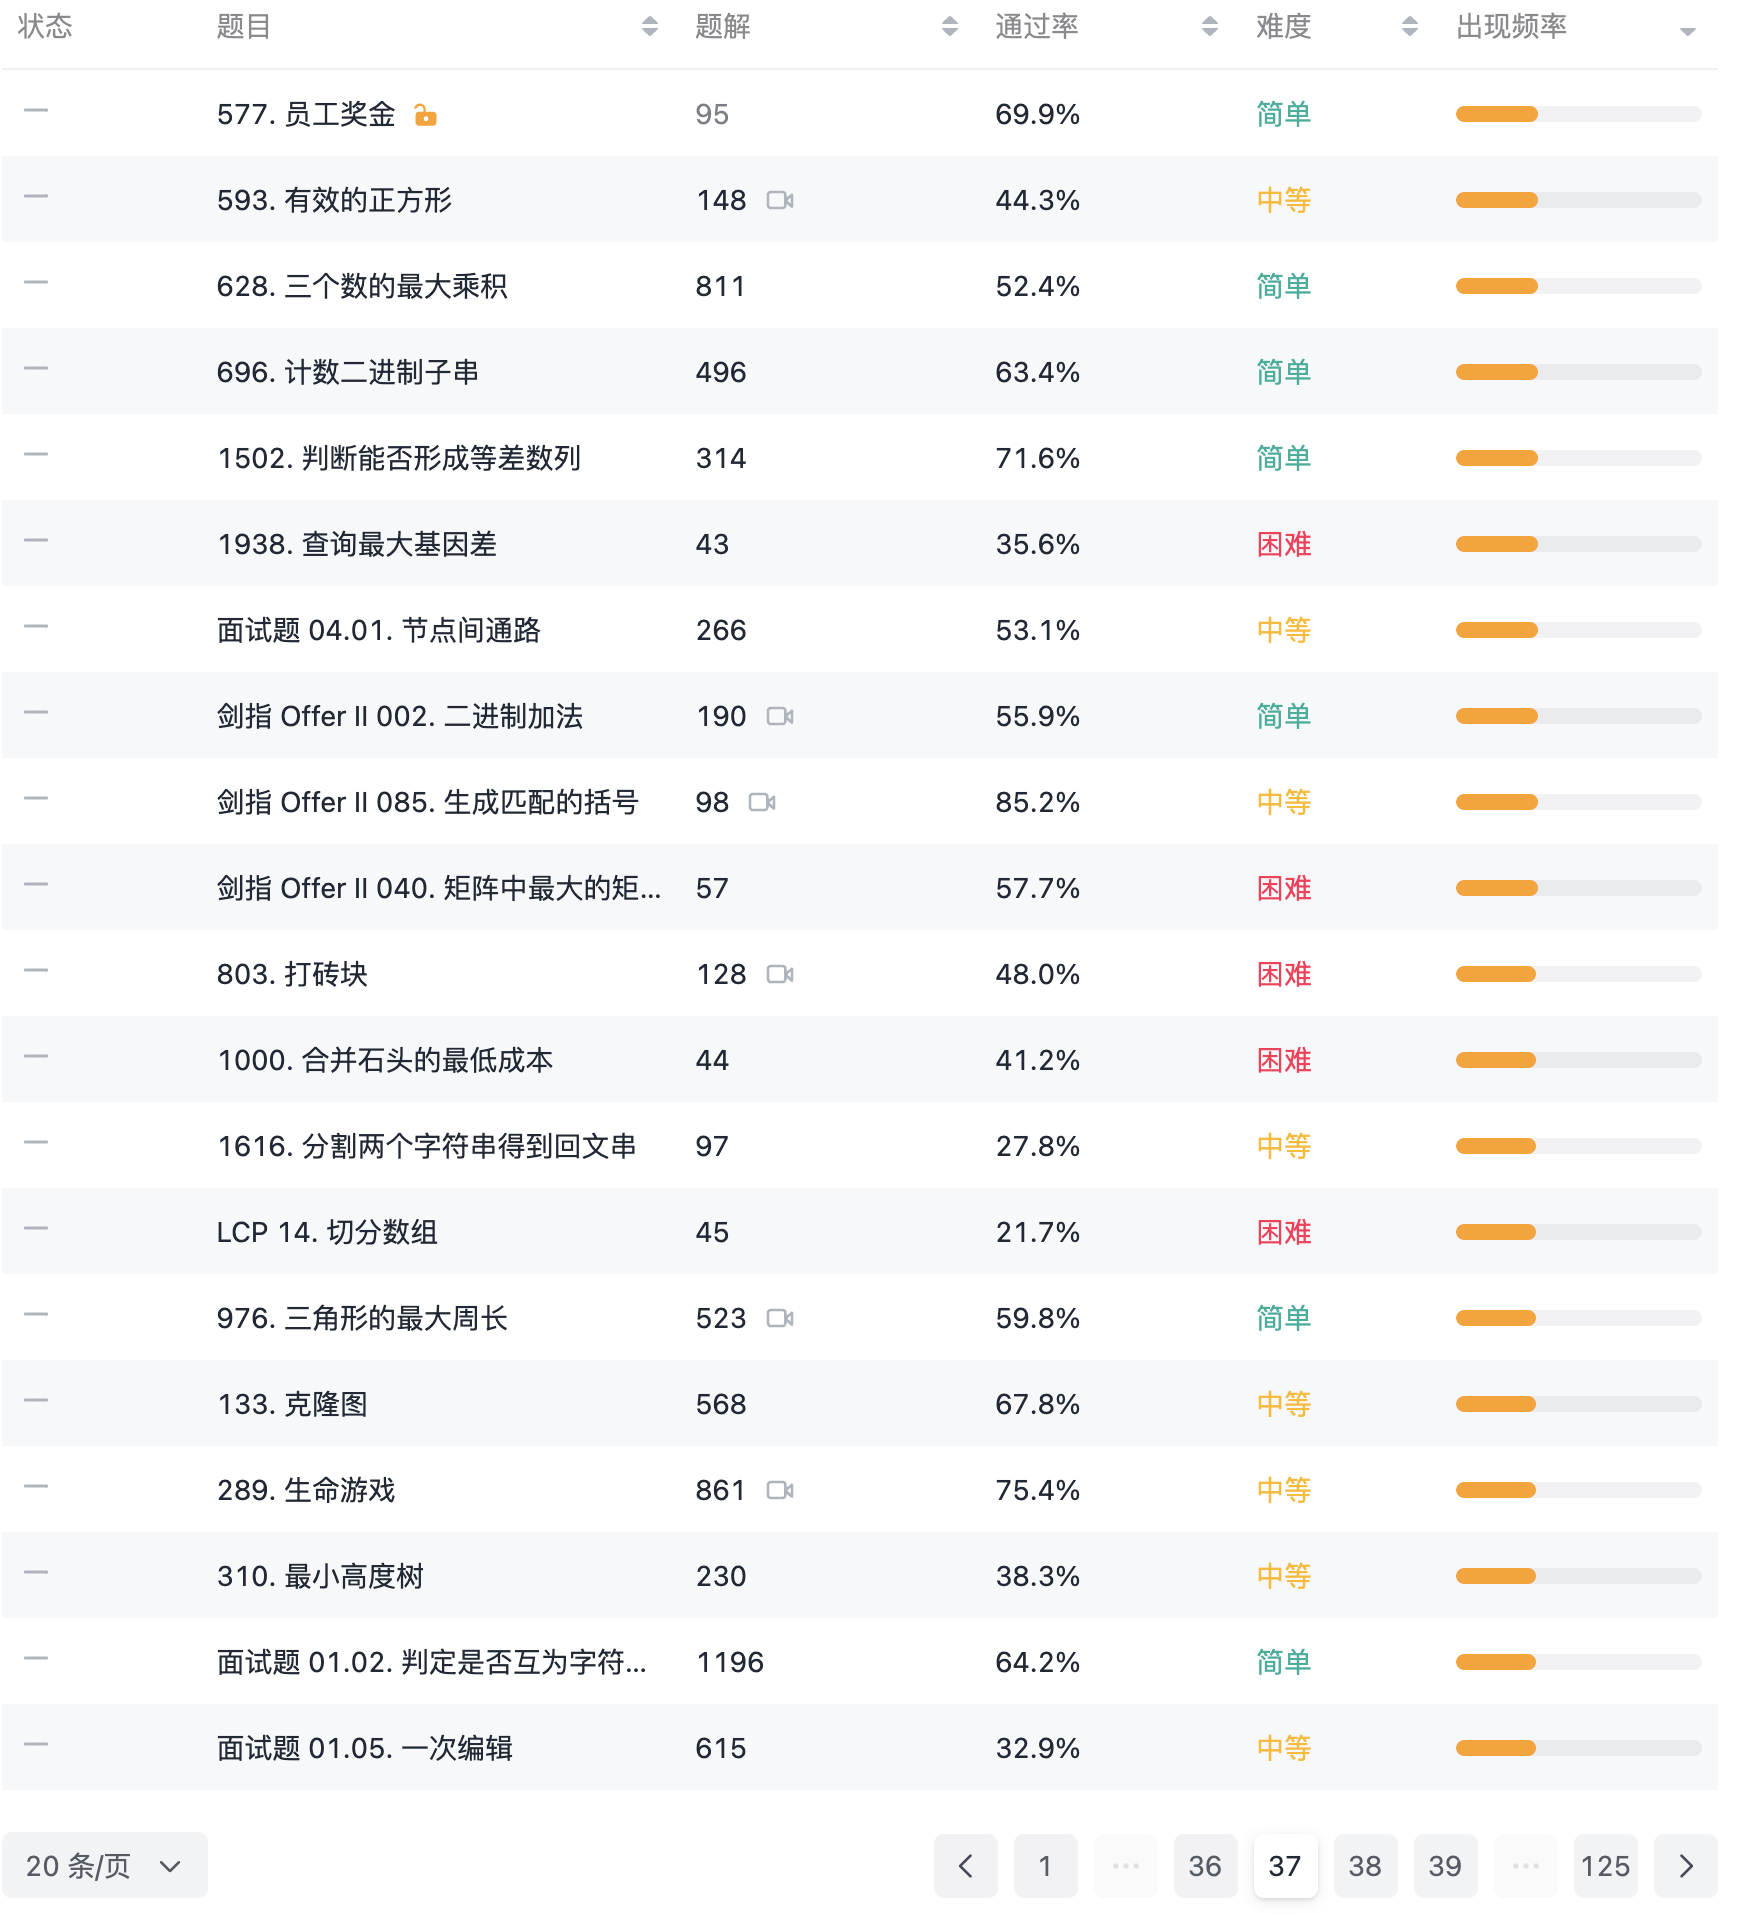 状态 题目 题解 通过率 难度 出现频率
577. 员工奖金 95 69.9% 简单
593. 有效的正方形 148 44.3% 中等
628. 三个数的最大乘积 811 52.4% 简单
696. 计数二进制子串 496 63.4% 简单
1502. 判断能否形成等差数列 314 71.6% 简单
1938. 查询最大基因差 43 35.6% 困难
面试题 04.01. 节点间通路 266 53.1% 中等
剑指 Offer II 002. 二进制加法 190 55.9% 简单
剑指 Offer II 085. 生成匹配的括号 98 85.2% 中等
剑指 Offer II 040. 矩阵中最大的矩... 57 57.7% 困难
803. 打砖块 128 48.0% 困难
1000. 合并石头的最低成本 44 41.2% 困难
1616. 分割两个字符串得到回文串 97 27.8% 中等
LCP 14. 切分数组 45 21.7% 困难
976. 三角形的最大周长 523 59.8% 简单
133. 克隆图 568 67.8% 中等
289. 生命游戏 861 75.4% 中等
310. 最小高度树 230 38.3% 中等
面试题 01.02. 判定是否互为字符... 1196 64.2% 简单
面试题 01.05. 一次编辑 615 32.9% 中等
20 条/页 1 ... 36 37 38 39 ... 125